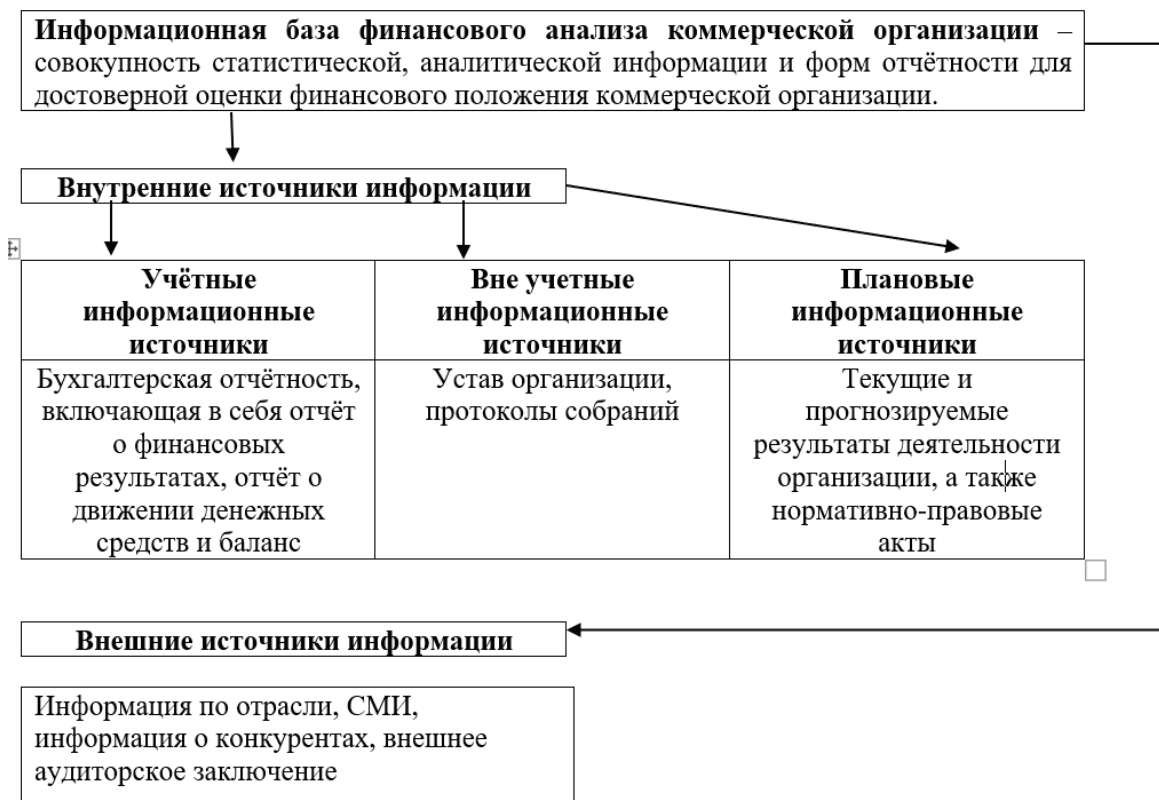 Информационная база финансового анализа коммерческой организации –
совокупность статистической, аналитической информации и форм отчётности для
достоверной оценки финансового положения коммерческой организации.
Внутренние источники информации
Учётные
информационные
источники
Вне учетные
информационные
источники
Плановые
информационные
источники
Бухгалтерская отчётность,
включающая в себя отчёт
о финансовых
результатах, отчёт о
движении денежных
средств и баланс
Устав организации,
протоколы собраний
Текущие и
прогнозируемые
результаты деятельности
организации, а также
нормативно-правовые
акты
Внешние источники информации
Информация по отрасли, СМИ,
информация о конкурентах, внешнее
аудиторское заключение